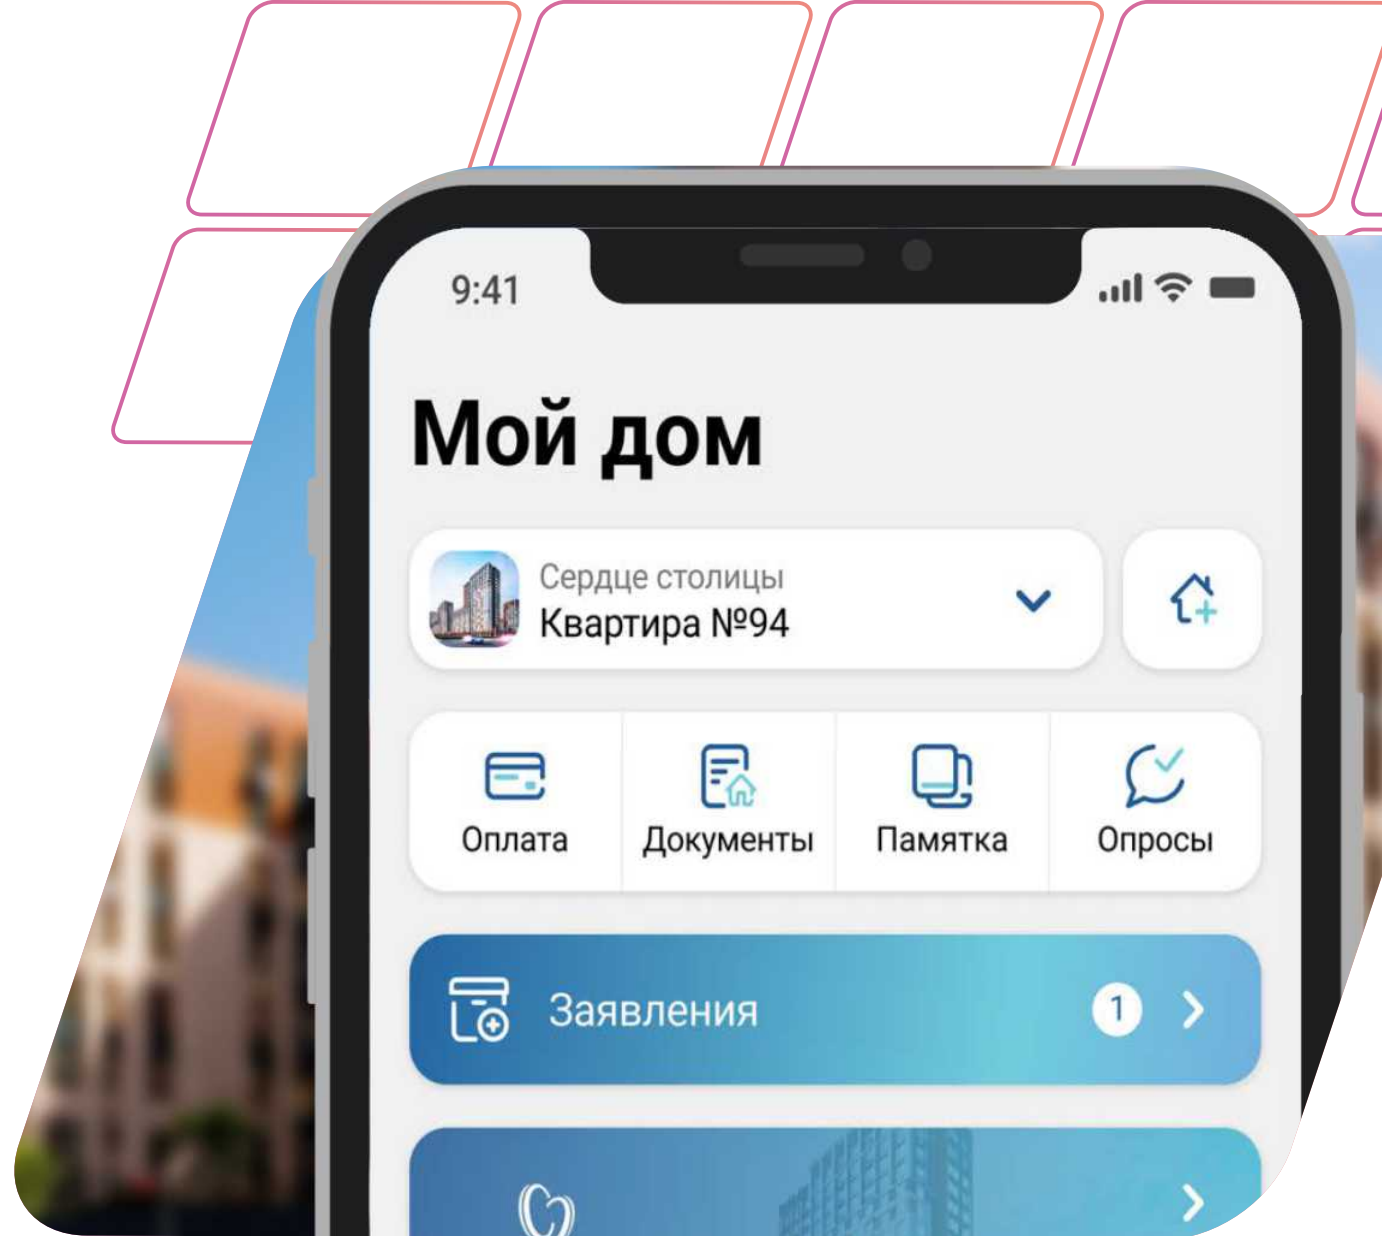 9:41
Мой дом
Сердце столицы
Квартира №94
Оплата
Документы
Памятка
Опросы
Заявления
1